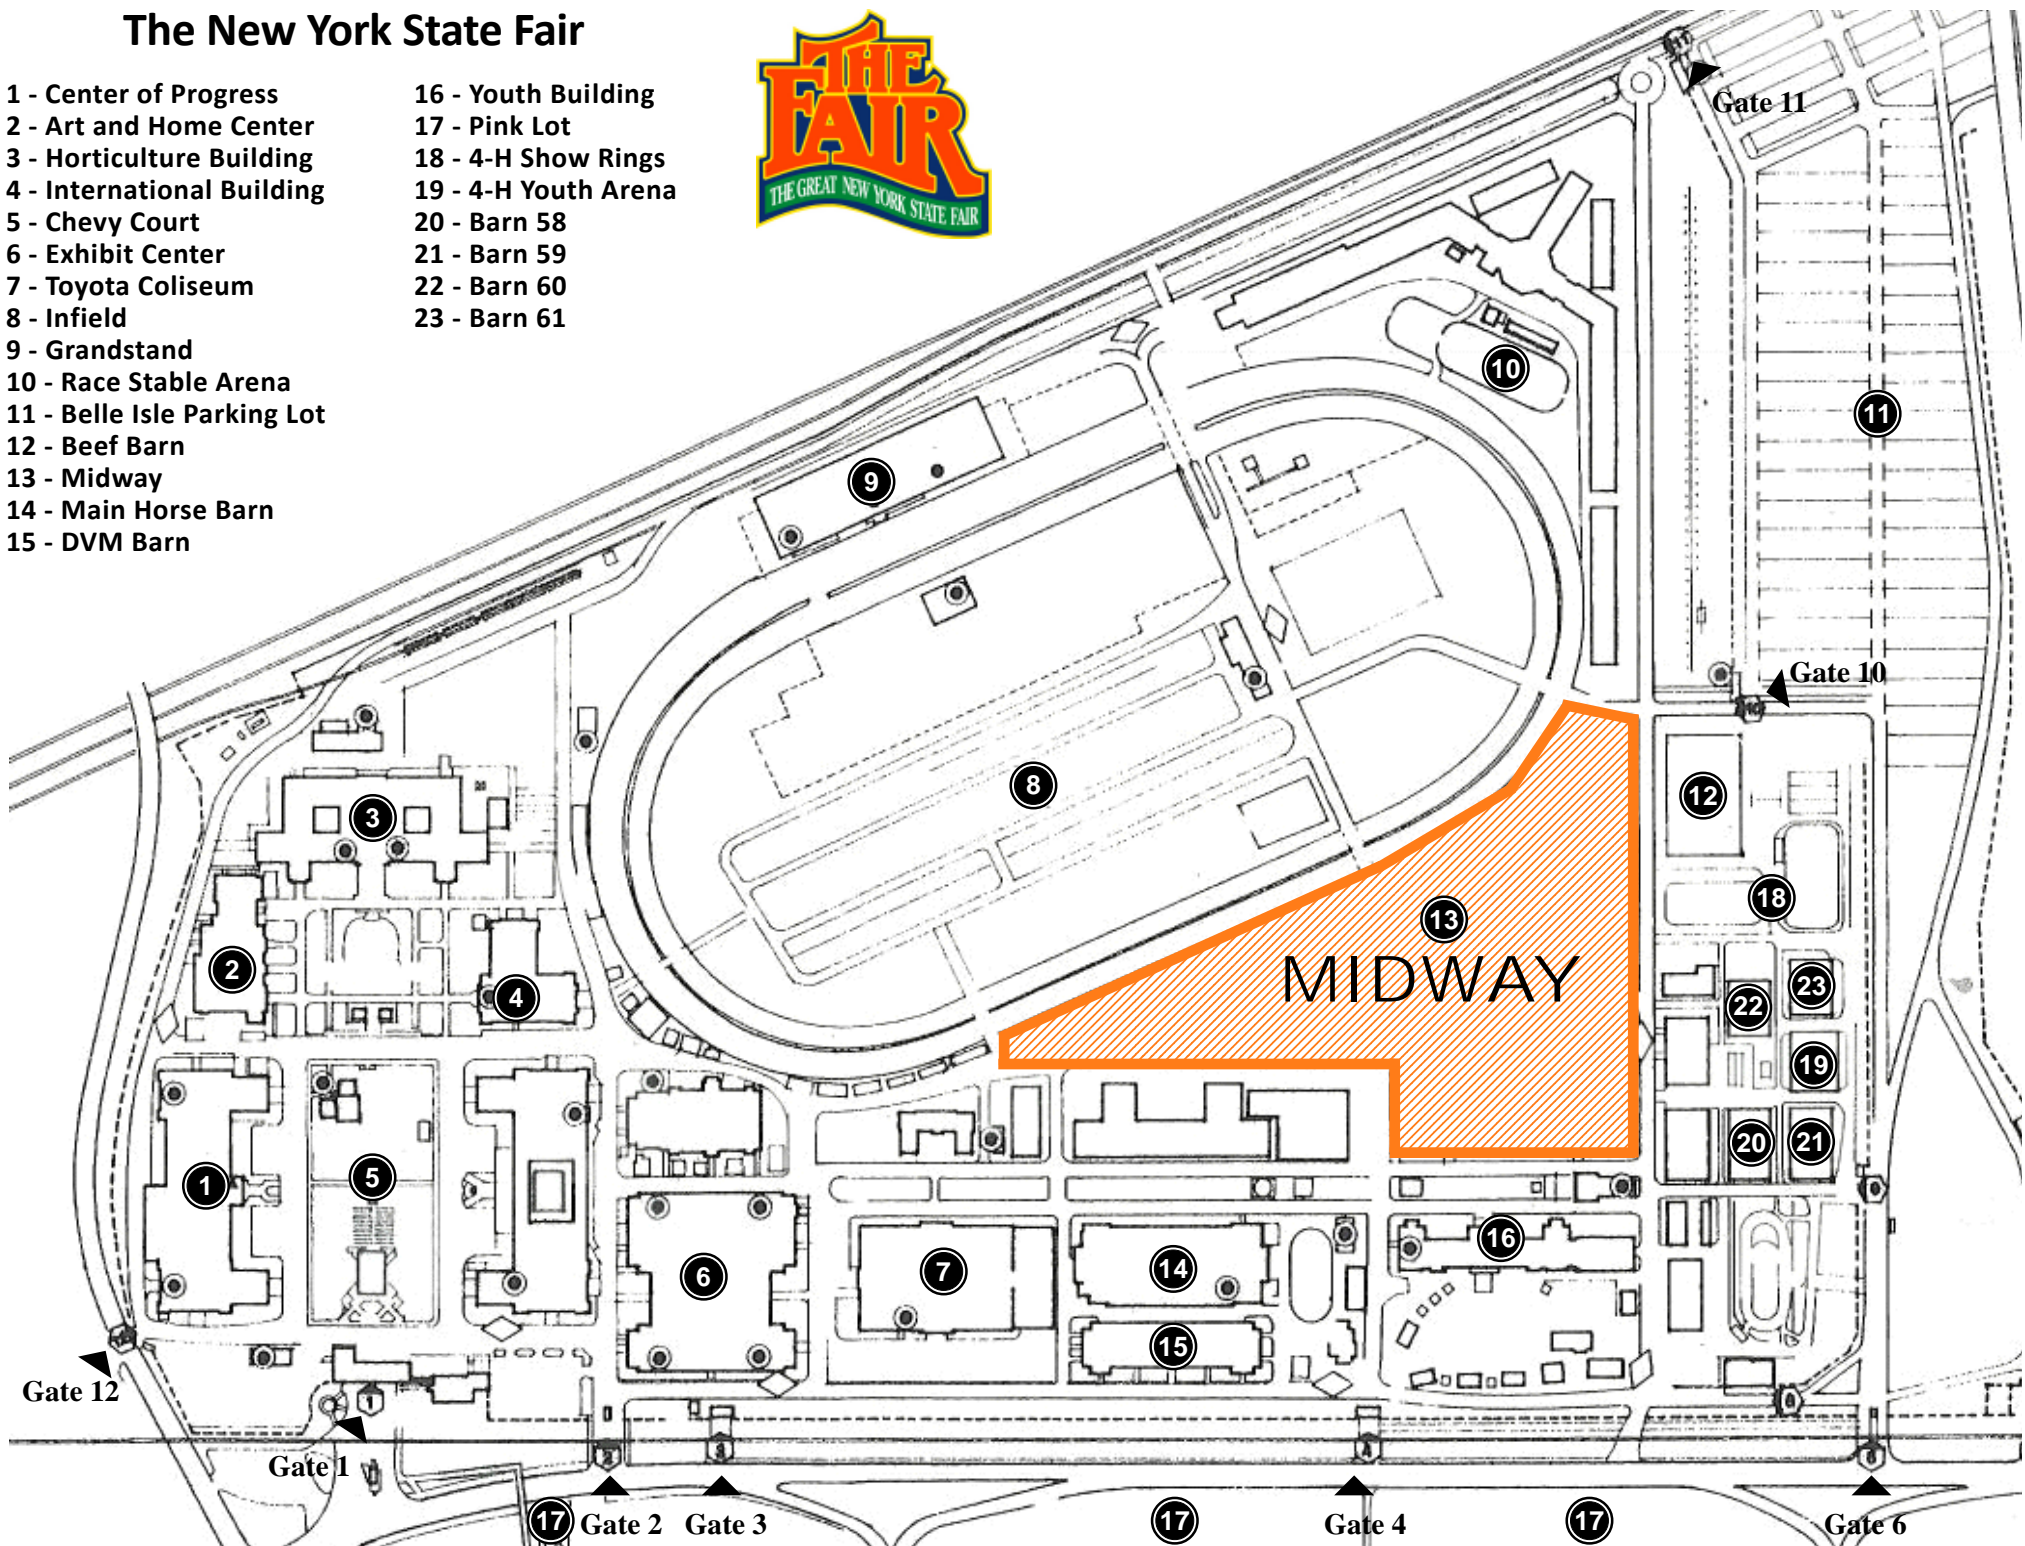 The New York State Fair
1 - Center of Progress
2 - Art and Home Center
3 - Horticulture Building
4 - International Building
5 - Chevy Court
6 - Exhibit Center
7 - Toyota Coliseum
8 - Infield
9 - Grandstand
10 - Race Stable Arena
11 - Belle Isle Parking Lot
12 - Beef Barn
13 - Midway
14 - Main Horse Barn
15 - DVM Barn
16 - Youth Building
17 - Pink Lot
18 - 4-H Show Rings
19 - 4-H Youth Arena
20 - Barn 58
21 - Barn 59
22 - Barn 60
23 - Barn 61
THE
FAIR
THE GREAT NEW YORK STATE FAIR
11
Gate 11
10
11
9
Gate 10
10
8
12
3
13
18
MIDWAY
2
4
23
22
19
20
21
1
5
16
6
7
14
15
Gate 12
1
Gate 1
2
3
4
17
Gate 2
Gate 3
17
Gate 4
17
Gate 6